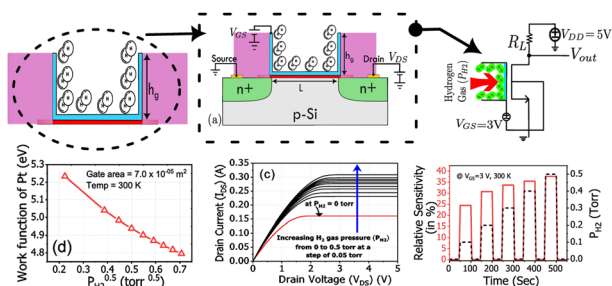 h_g
V_GS
Source
Drain
V_DS
h_g
L
n+
n+
(a)
p-Si
R_L
V_DD = 5V
V_out
Hydrogen
Gas (P_H2)
V_GS = 3V
Work function of Pt (eV)
5.3
5.2
5.1
5.0
4.9
4.8
Gate area = 7.0 x 10^-05 m^2
Temp = 300 K
(d)
0.2
0.3
0.4
0.5
0.6
0.7
P_H2^0.5 (torr^0.5)
Drain Current (I_DS) (A)
0.35
0.30
0.25
0.20
0.15
0.10
0.05
0.00
(c)
at P_H2 = 0 torr
Increasing H_2 gas pressure (P_H2)
from 0 to 0.5 torr at a
step of 0.05 torr
0
1
2
3
4
5
Drain Voltage (V_DS) (V)
Relative Sensitivity
(in %)
40
35
30
25
20
15
10
5
0
@ V_GS=3 V, 300 K
0.5
0.4
0.3
0.2
0.1
0.0
P_H2 (Torr)
0
100
200
300
400
500
Time (Sec)